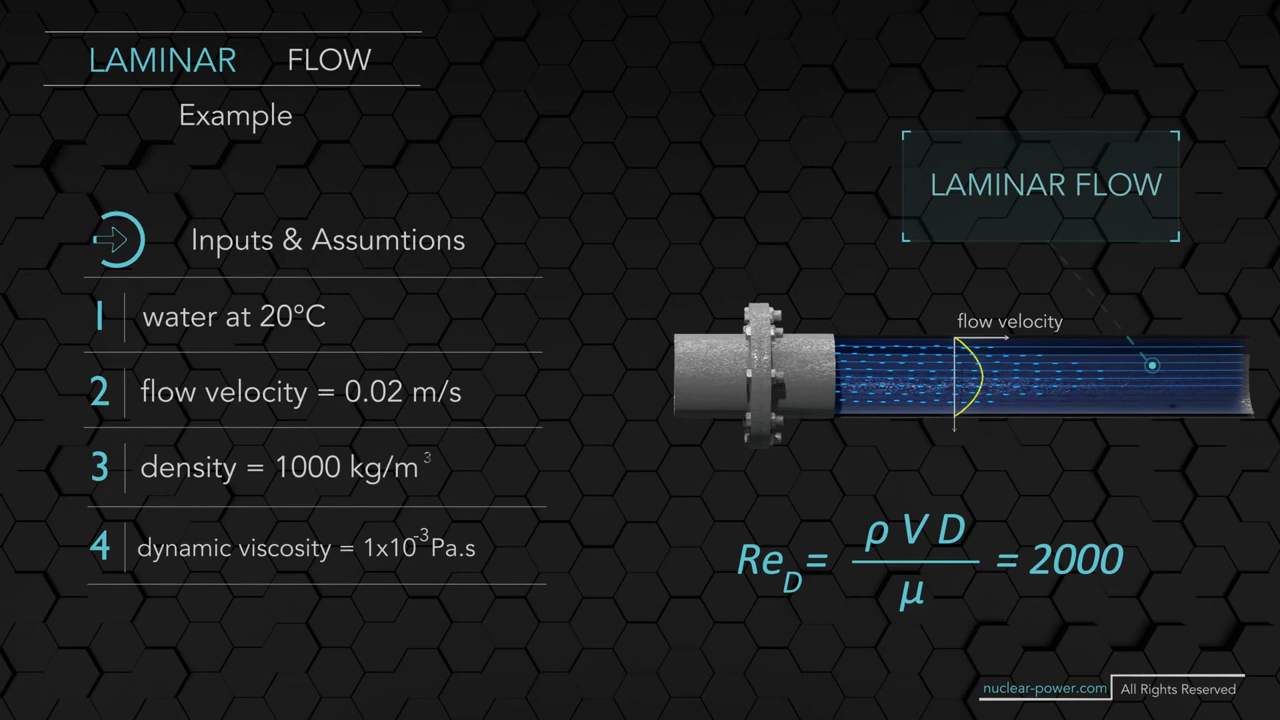 LAMINAR FLOW
Example
Inputs & Assumtions
1 water at 20°C
2 flow velocity = 0.02 m/s
3 density = 1000 kg/m³
4 dynamic viscosity = 1x10⁻³Pa.s
LAMINAR FLOW
flow velocity
Re_D = ρ V D / μ = 2000
nuclear-power.com All Rights Reserved